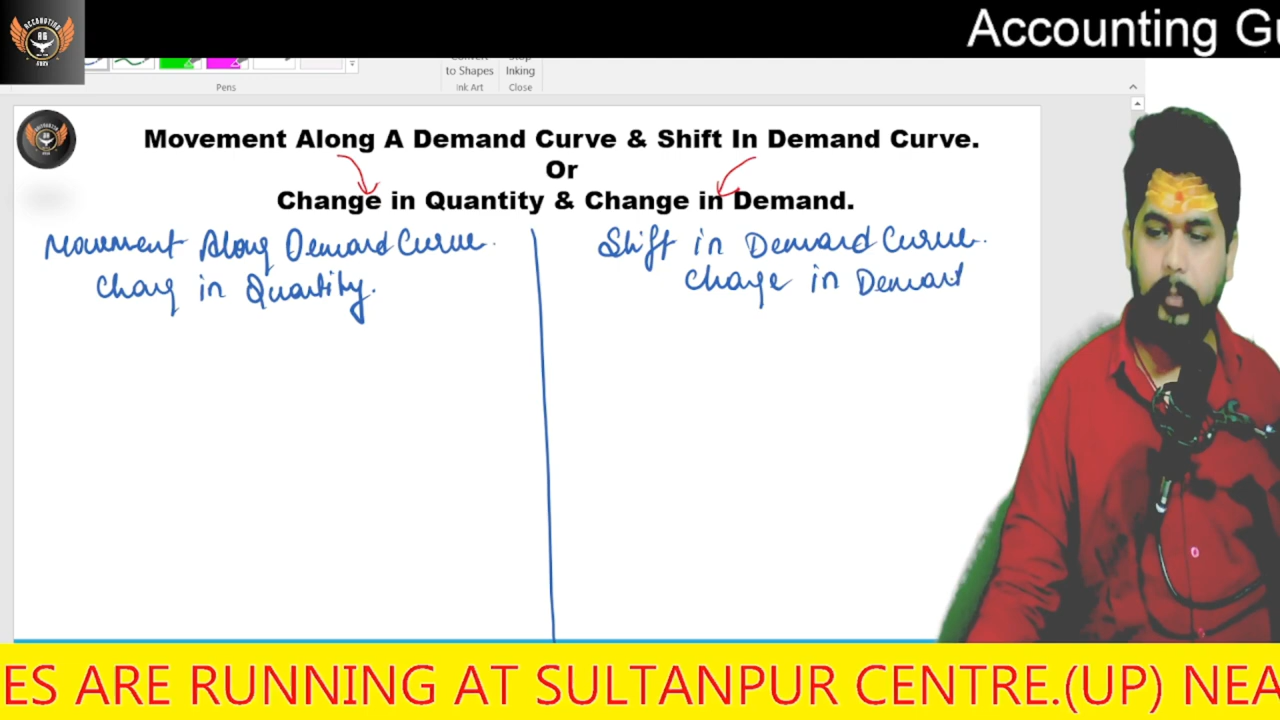 Accounting Gu
ACCOUNTING
AG
to Shapes
Inking
Pens
Ink Art
Close
Movement Along A Demand Curve & Shift In Demand Curve.
Or
Change in Quantity & Change in Demand.
Movement Along Demand Curve.
Chang in Quantity.
Shift in Demand Curve.
Change in Demand
ES ARE RUNNING AT SULTANPUR CENTRE.(UP) NEA